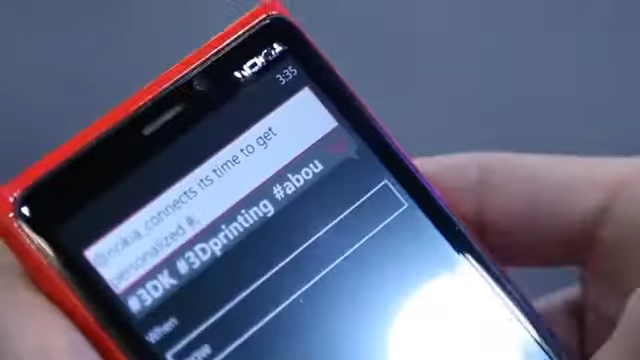 NOKIA
3:35
@nokia_connects its time to get
personalized #
#3DK #3Dprinting #abou
When